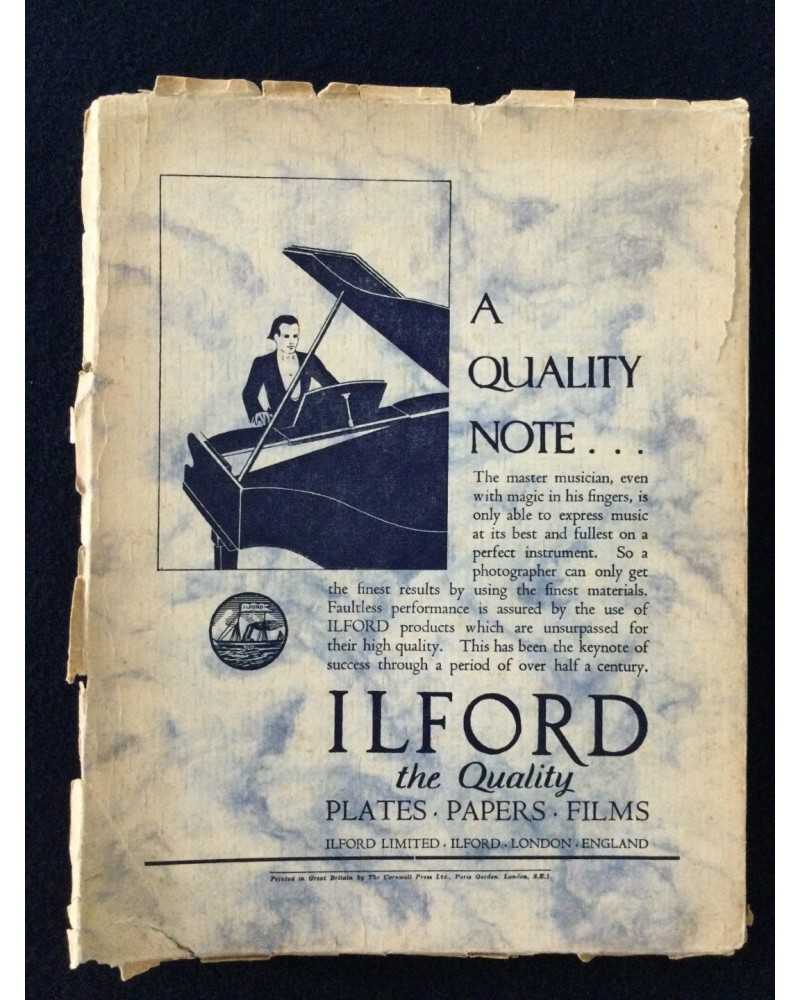 A
QUALITY
NOTE...
The master musician, even
with magic in his fingers, is
only able to express music
at its best and fullest on a
perfect instrument. So a
photographer can only get
the finest results by using the finest materials.
Faultless performance is assured by the use of
ILFORD products which are unsurpassed for
their high quality. This has been the keynote of
success through a period of over half a century.
ILFORD
ILFORD
the Quality
PLATES · PAPERS · FILMS
ILFORD LIMITED · ILFORD · LONDON · ENGLAND
Printed in Great Britain by The Cornwall Press Ltd., Paris Garden, London, S.E.1.